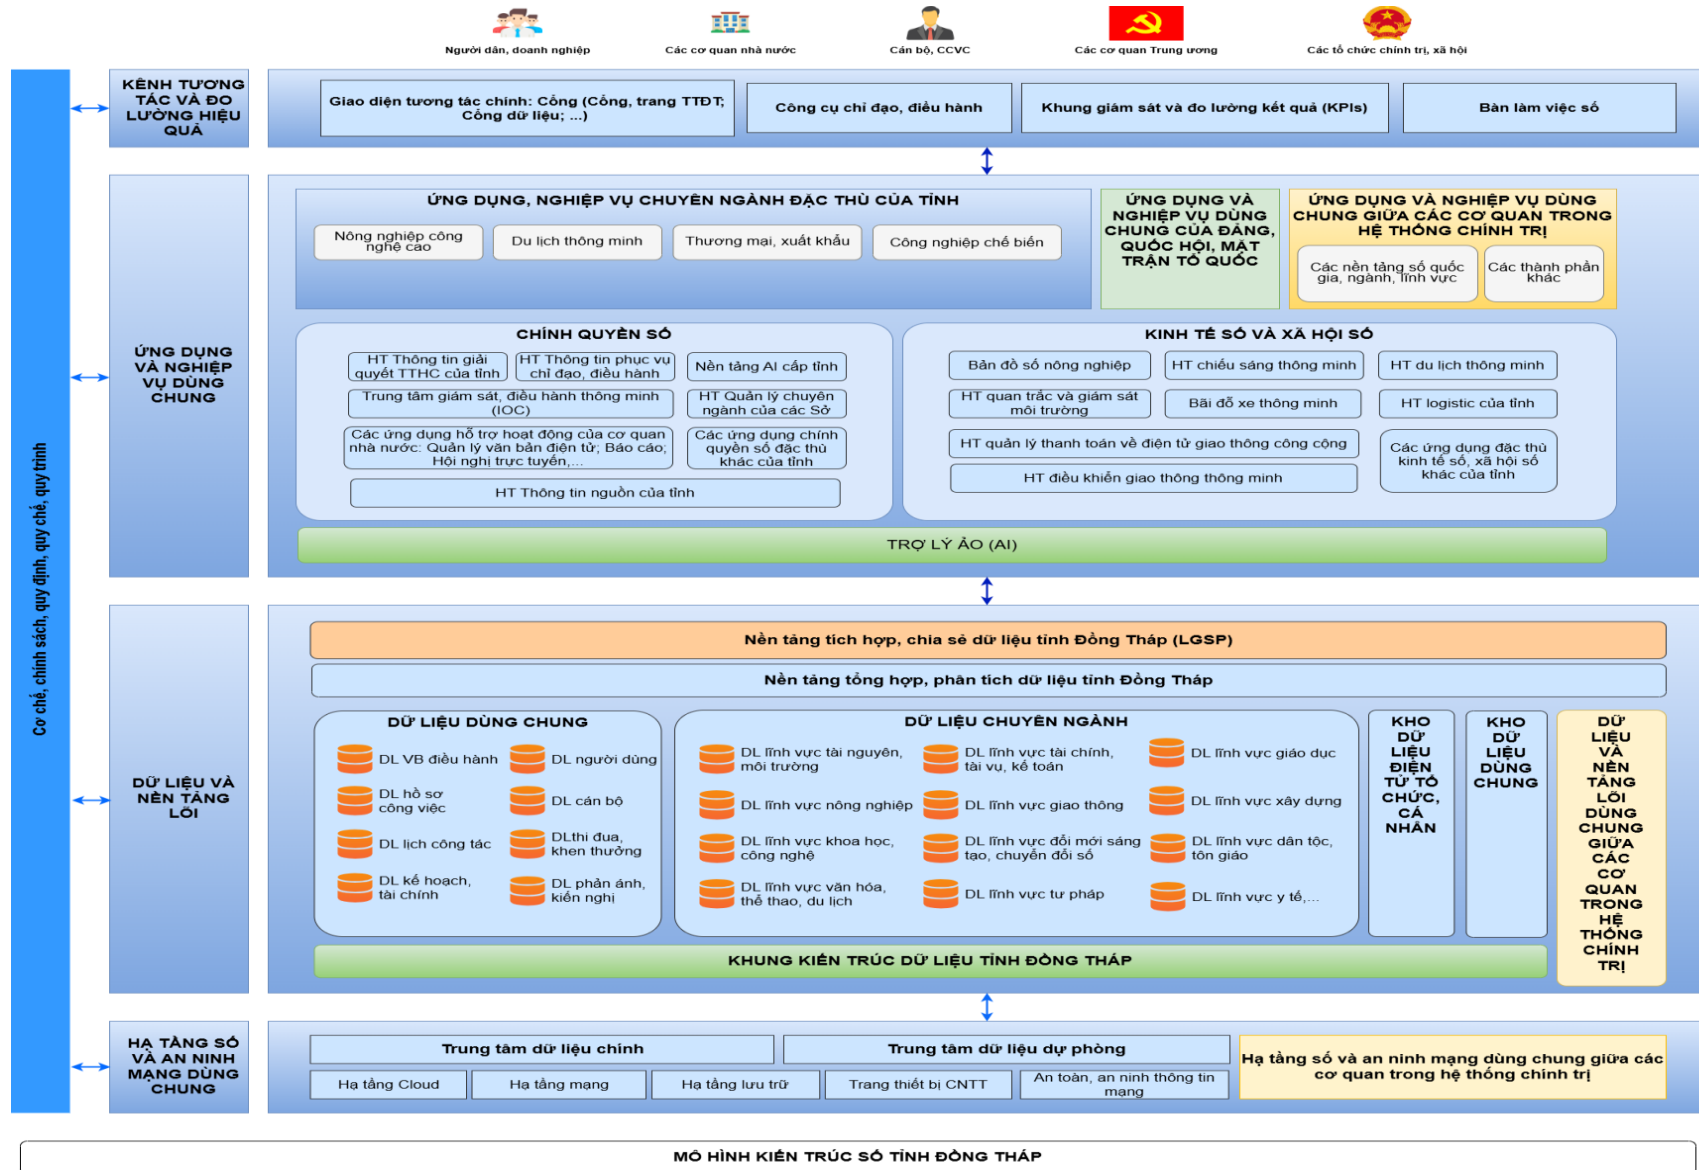 Người dân, doanh nghiệp
Các cơ quan nhà nước
Cán bộ, CCVC
Các cơ quan Trung ương
Các tổ chức chính trị, xã hội
Cơ chế, chính sách, quy định, quy chế, quy trình
KÊNH TƯƠNG
TÁC VÀ ĐO
LƯỜNG HIỆU
QUẢ
Giao diện tương tác chính: Cổng (Cổng, trang TTĐT;
Cổng dữ liệu; ...)
Công cụ chỉ đạo, điều hành
Khung giám sát và đo lường kết quả (KPIs)
Bàn làm việc số
ỨNG DỤNG
VÀ NGHIỆP
VỤ DÙNG
CHUNG
ỨNG DỤNG, NGHIỆP VỤ CHUYÊN NGÀNH ĐẶC THÙ CỦA TỈNH
Nông nghiệp công
nghệ cao
Du lịch thông minh
Thương mại, xuất khẩu
Công nghiệp chế biến
ỨNG DỤNG VÀ
NGHIỆP VỤ DÙNG
CHUNG CỦA ĐẢNG,
QUỐC HỘI, MẶT
TRẬN TỔ QUỐC
ỨNG DỤNG VÀ NGHIỆP VỤ DÙNG
CHUNG GIỮA CÁC CƠ QUAN TRONG
HỆ THỐNG CHÍNH TRỊ
Các nền tảng số quốc
gia, ngành, lĩnh vực
Các thành phần
khác
CHÍNH QUYỀN SỐ
HT Thông tin giải
quyết TTHC của tỉnh
HT Thông tin phục vụ
chỉ đạo, điều hành
Nền tảng AI cấp tỉnh
Trung tâm giám sát, điều hành thông minh
(IOC)
HT Quản lý chuyên
ngành của các Sở
Các ứng dụng hỗ trợ hoạt động của cơ quan
nhà nước: Quản lý văn bản điện tử; Báo cáo;
Hội nghị trực tuyến,...
Các ứng dụng chính
quyền số đặc thù
khác của tỉnh
HT Thông tin nguồn của tỉnh
KINH TẾ SỐ VÀ XÃ HỘI SỐ
Bản đồ số nông nghiệp
HT chiếu sáng thông minh
HT du lịch thông minh
HT quan trắc và giám sát
môi trường
Bãi đỗ xe thông minh
HT logistic của tỉnh
HT quản lý thanh toán vé điện tử giao thông công cộng
Các ứng dụng đặc thù
kinh tế số, xã hội số
khác của tỉnh
HT điều khiển giao thông thông minh
TRỢ LÝ ẢO (AI)
DỮ LIỆU VÀ
NỀN TẢNG
LÕI
Nền tảng tích hợp, chia sẻ dữ liệu tỉnh Đồng Tháp (LGSP)
Nền tảng tổng hợp, phân tích dữ liệu tỉnh Đồng Tháp
DỮ LIỆU DÙNG CHUNG
DL VB điều hành
DL người dùng
DL hồ sơ
công việc
DL cán bộ
DL lịch công tác
DLthi đua,
khen thưởng
DL kế hoạch,
tài chính
DL phản ánh,
kiến nghị
DỮ LIỆU CHUYÊN NGÀNH
DL lĩnh vực tài nguyên,
môi trường
DL lĩnh vực tài chính,
tài vụ, kế toán
DL lĩnh vực giáo dục
DL lĩnh vực nông nghiệp
DL lĩnh vực giao thông
DL lĩnh vực xây dựng
DL lĩnh vực khoa học,
công nghệ
DL lĩnh vực đổi mới sáng
tạo, chuyển đổi số
DL lĩnh vực dân tộc,
tôn giáo
DL lĩnh vực văn hóa,
thể thao, du lịch
DL lĩnh vực tư pháp
DL lĩnh vực y tế,...
KHO
DỮ
LIỆU
ĐIỆN
TỬ TỔ
CHỨC,
CÁ
NHÂN
KHO
DỮ
LIỆU
DÙNG
CHUNG
DỮ
LIỆU
VÀ
NỀN
TẢNG
LÕI
DÙNG
CHUNG
GIỮA
CÁC
CƠ
QUAN
TRONG
HỆ
THỐNG
CHÍNH
TRỊ
KHUNG KIẾN TRÚC DỮ LIỆU TỈNH ĐỒNG THÁP
HẠ TẦNG SỐ
VÀ AN NINH
MẠNG DÙNG
CHUNG
Trung tâm dữ liệu chính
Trung tâm dữ liệu dự phòng
Hạ tầng Cloud
Hạ tầng mạng
Hạ tầng lưu trữ
Trang thiết bị CNTT
An toàn, an ninh thông tin
mạng
Hạ tầng số và an ninh mạng dùng chung giữa các
cơ quan trong hệ thống chính trị
MÔ HÌNH KIẾN TRÚC SỐ TỈNH ĐỒNG THÁP